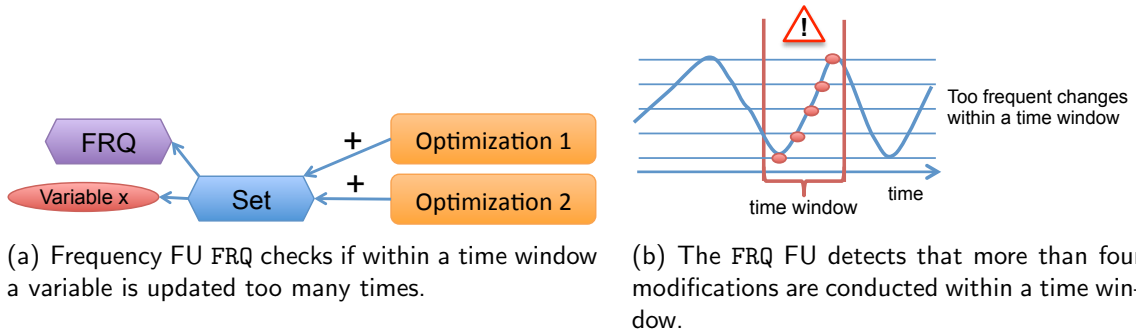 FRQ
+
Optimization 1
Variable x
Set
+
Optimization 2
(a) Frequency FU FRQ checks if within a time window
a variable is updated too many times.
!
Too frequent changes
within a time window
time
time window
(b) The FRQ FU detects that more than four
modifications are conducted within a time win-
dow.